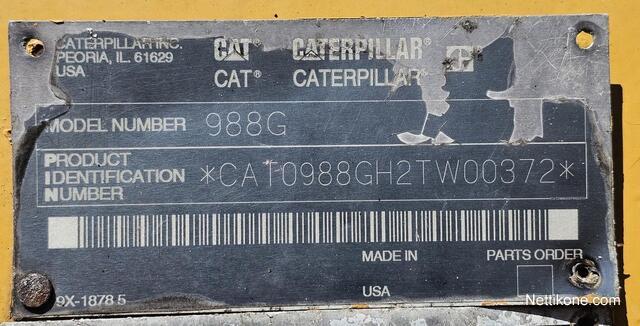 CATERPILLAR INC.
PEORIA, IL 61629
USA
CAT CATERPILLAR®
CAT® CATERPILLAR
MODEL NUMBER 988G
PRODUCT
IDENTIFICATION
NUMBER
*CAT0988GH2TW00372*
MADE IN
USA
PARTS ORDER
9X-1878 5
Nettikone.com